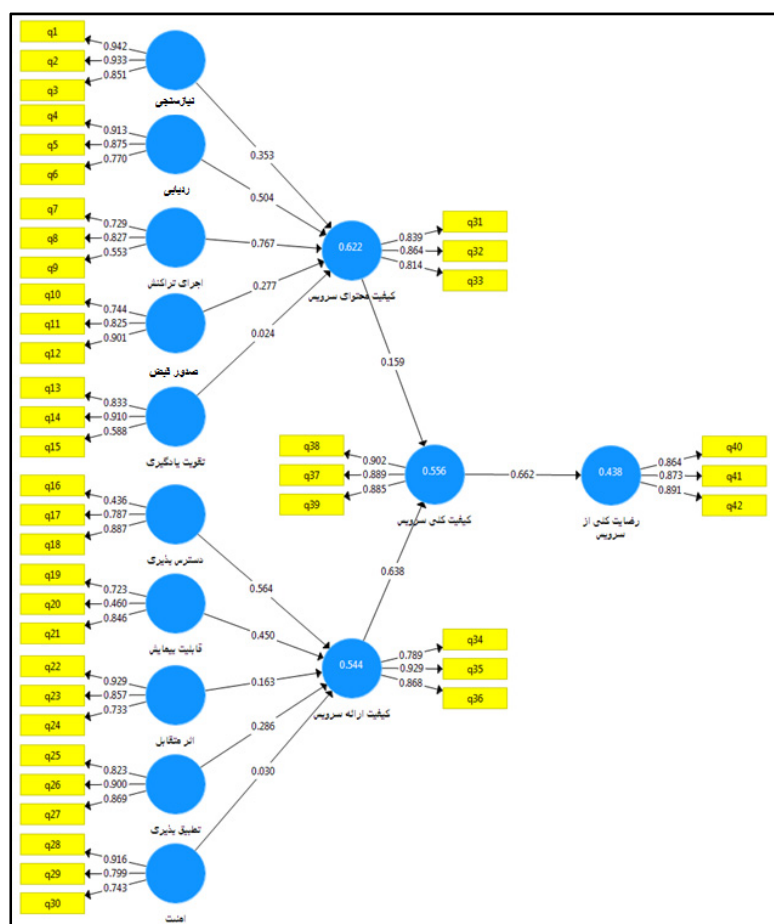 q1
0.942
q2
0.933
0.851
q3
نیازسنجی
q4
0.913
q5
0.875
0.770
q6
ردیابی
q7
0.729
q8
0.827
0.553
q9
اجرای تراکنش
q10
0.744
q11
0.825
0.901
q12
صدور قبض
q13
0.833
q14
0.910
0.588
q15
تقویت یادگیری
0.353
0.504
0.767
0.277
0.024
0.622
کیفیت محتوای سرویس
0.839
q31
0.864
q32
0.814
q33
0.159
q38
0.902
q37
0.889
q39
0.885
0.556
کیفیت کلی سرویس
0.662
0.438
رضایت کلی از
سرویس
0.864
q40
0.873
q41
0.891
q42
q16
0.436
q17
0.787
0.887
q18
دسترس پذیری
q19
0.723
q20
0.460
0.846
q21
قابلیت پیمایش
q22
0.929
q23
0.857
0.733
q24
اثر متقابل
q25
0.823
q26
0.900
0.869
q27
تطبیق پذیری
q28
0.916
q29
0.799
0.743
q30
امنیت
0.564
0.450
0.163
0.286
0.030
0.638
0.544
کیفیت ارائه سرویس
0.789
q34
0.929
q35
0.868
q36